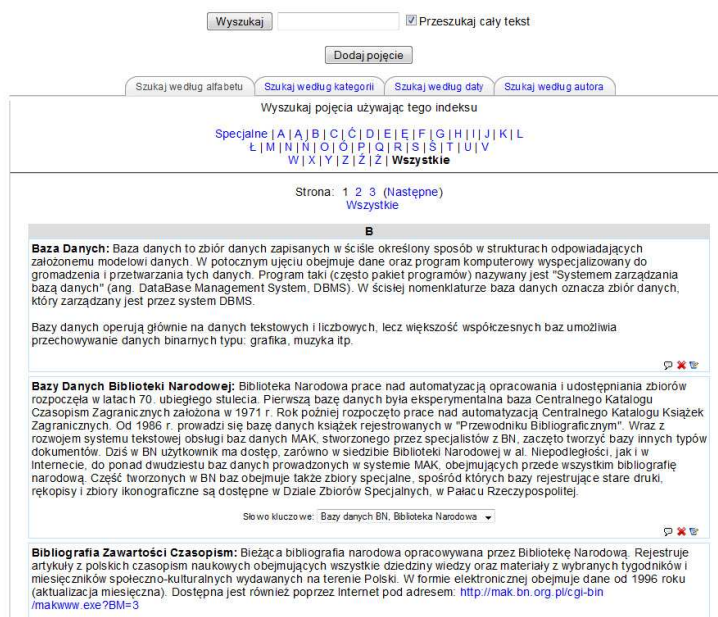 Wyszukaj Przeszukaj cały tekst
Dodaj pojęcie
Szukaj według alfabetu Szukaj według kategorii Szukaj według daty Szukaj według autora
Wyszukaj pojęcia używając tego indeksu
Specjalne | A | Ą | B | C | Ć | D | E | Ę | F | G | H | I | J | K | L
Ł | M | N | Ń | O | Ó | P | Q | R | S | Ś | T | U | V
W | X | Y | Z | Ź | Ż | Wszystkie
Strona: 1 2 3 (Następne)
Wszystkie
B
Baza Danych: Baza danych to zbiór danych zapisanych w ściśle określony sposób w strukturach odpowiadających
założonemu modelowi danych. W potocznym ujęciu obejmuje dane oraz program komputerowy wyspecjalizowany do
gromadzenia i przetwarzania tych danych. Program taki (często pakiet programów) nazywany jest "Systemem zarządzania
bazą danych" (ang. DataBase Management System, DBMS). W ścisłej nomenklaturze baza danych oznacza zbiór danych,
który zarządzany jest przez system DBMS.
Bazy danych operują głównie na danych tekstowych i liczbowych, lecz większość współczesnych baz umożliwia
przechowywanie danych binarnych typu: grafika, muzyka itp.
Bazy Danych Biblioteki Narodowej: Biblioteka Narodowa prace nad automatyzacją opracowania i udostępniania zbiorów
rozpoczęła w latach 70. ubiegłego stulecia. Pierwszą bazę danych była eksperymentalna baza Centralnego Katalogu
Czasopism Zagranicznych założona w 1971 r. Rok później rozpoczęto prace nad automatyzacją Centralnego Katalogu Książek
Zagranicznych. Od 1986 r. prowadzi się bazę danych książek rejestrowanych w "Przewodniku Bibliograficznym". Wraz z
rozwojem systemu tekstowej obsługi baz danych MAK, stworzonego przez specjalistów z BN, zaczęto tworzyć bazy innych typów
dokumentów. Dziś w BN użytkownik ma dostęp, zarówno w siedzibie Biblioteki Narodowej w al. Niepodległości, jak i w
Internecie, do ponad dwudziestu baz danych prowadzonych w systemie MAK, obejmujących przede wszystkim bibliografię
narodową. Część tworzonych w BN baz obejmuje także zbiory specjalne, spośród których bazy rejestrujące stare druki,
rękopisy i zbiory ikonograficzne są dostępne w Dziale Zbiorów Specjalnych, w Pałacu Rzeczypospolitej.
Słowo kluczowe: Bazy danych BN, Biblioteka Narodowa
Bibliografia Zawartości Czasopism: Bieżąca bibliografia narodowa opracowywana przez Bibliotekę Narodową. Rejestruje
artykuły z polskich czasopism naukowych obejmujących wszystkie dziedziny wiedzy oraz materiały z wybranych tygodników i
miesięczników społeczno-kulturalnych wydawanych na terenie Polski. W formie elektronicznej obejmuje dane od 1996 roku
(aktualizacja miesięczna). Dostępna jest również poprzez Internet pod adresem: http://mak.bn.org.pl/cgi-bin
/makwww.exe?BM=3